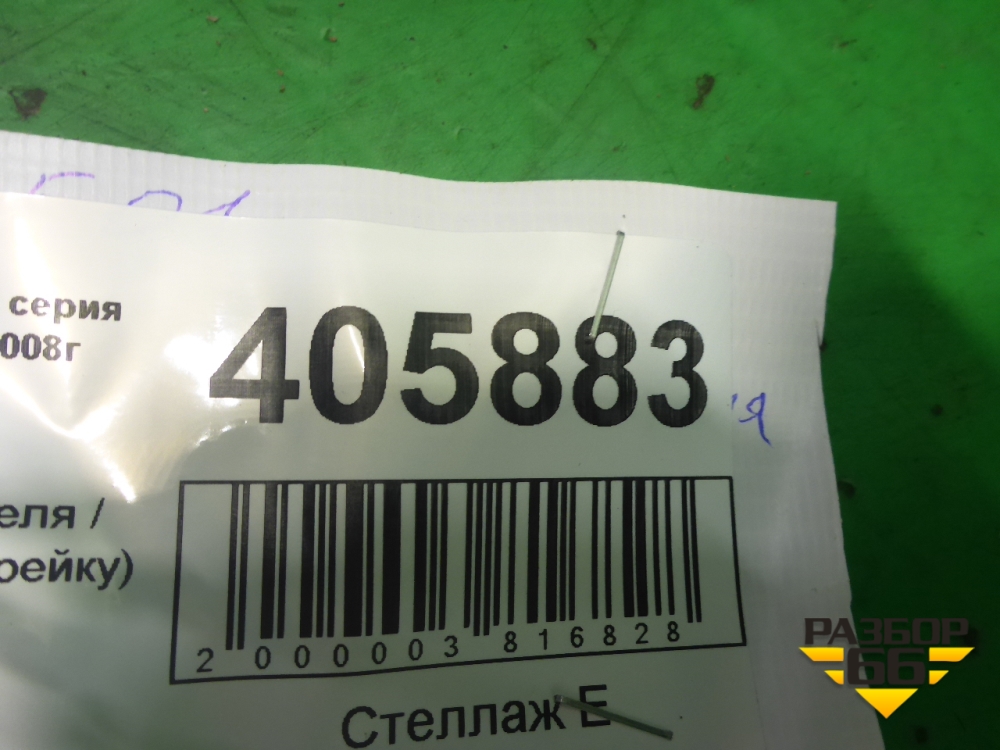 серия
008г
405883
я
еля /
рейку)
2 000003 816828
Стеллаж Е
РАЗБОР
66